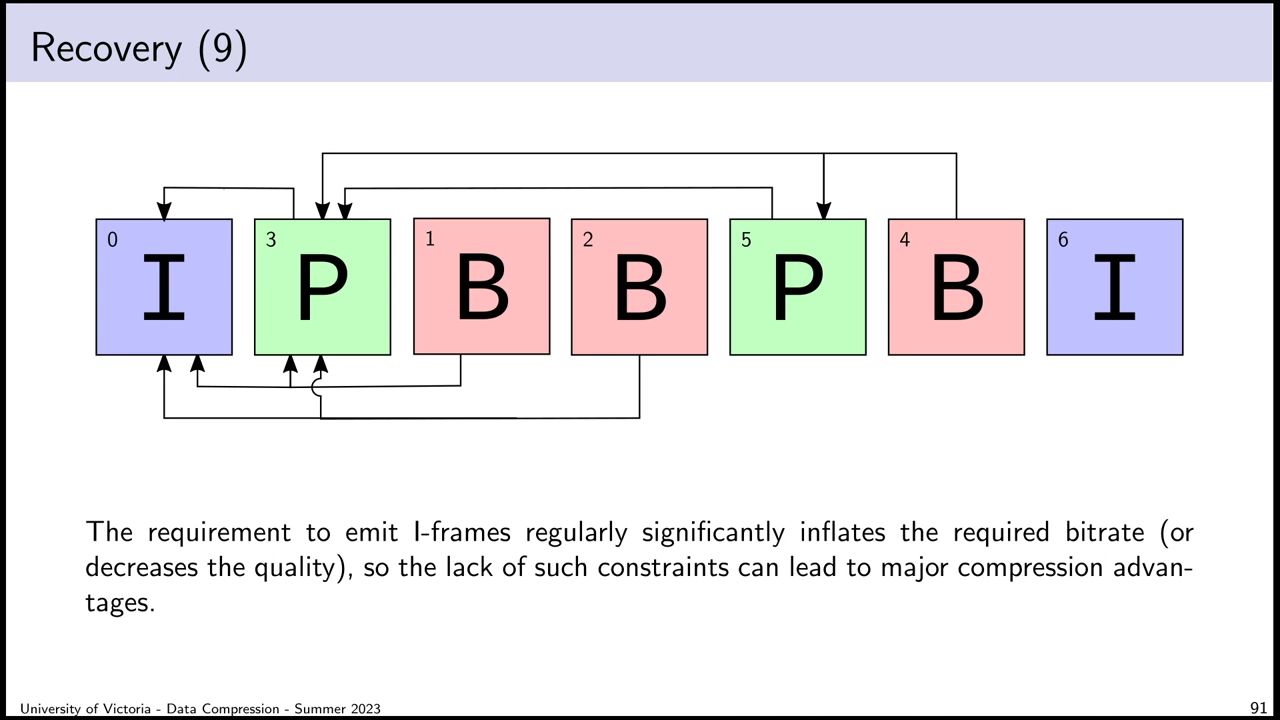 Recovery (9)
0 3 1 2 5 4 6
I P B B P B I
The requirement to emit I-frames regularly significantly inflates the required bitrate (or
decreases the quality), so the lack of such constraints can lead to major compression advan-
tages.
University of Victoria - Data Compression - Summer 2023 91